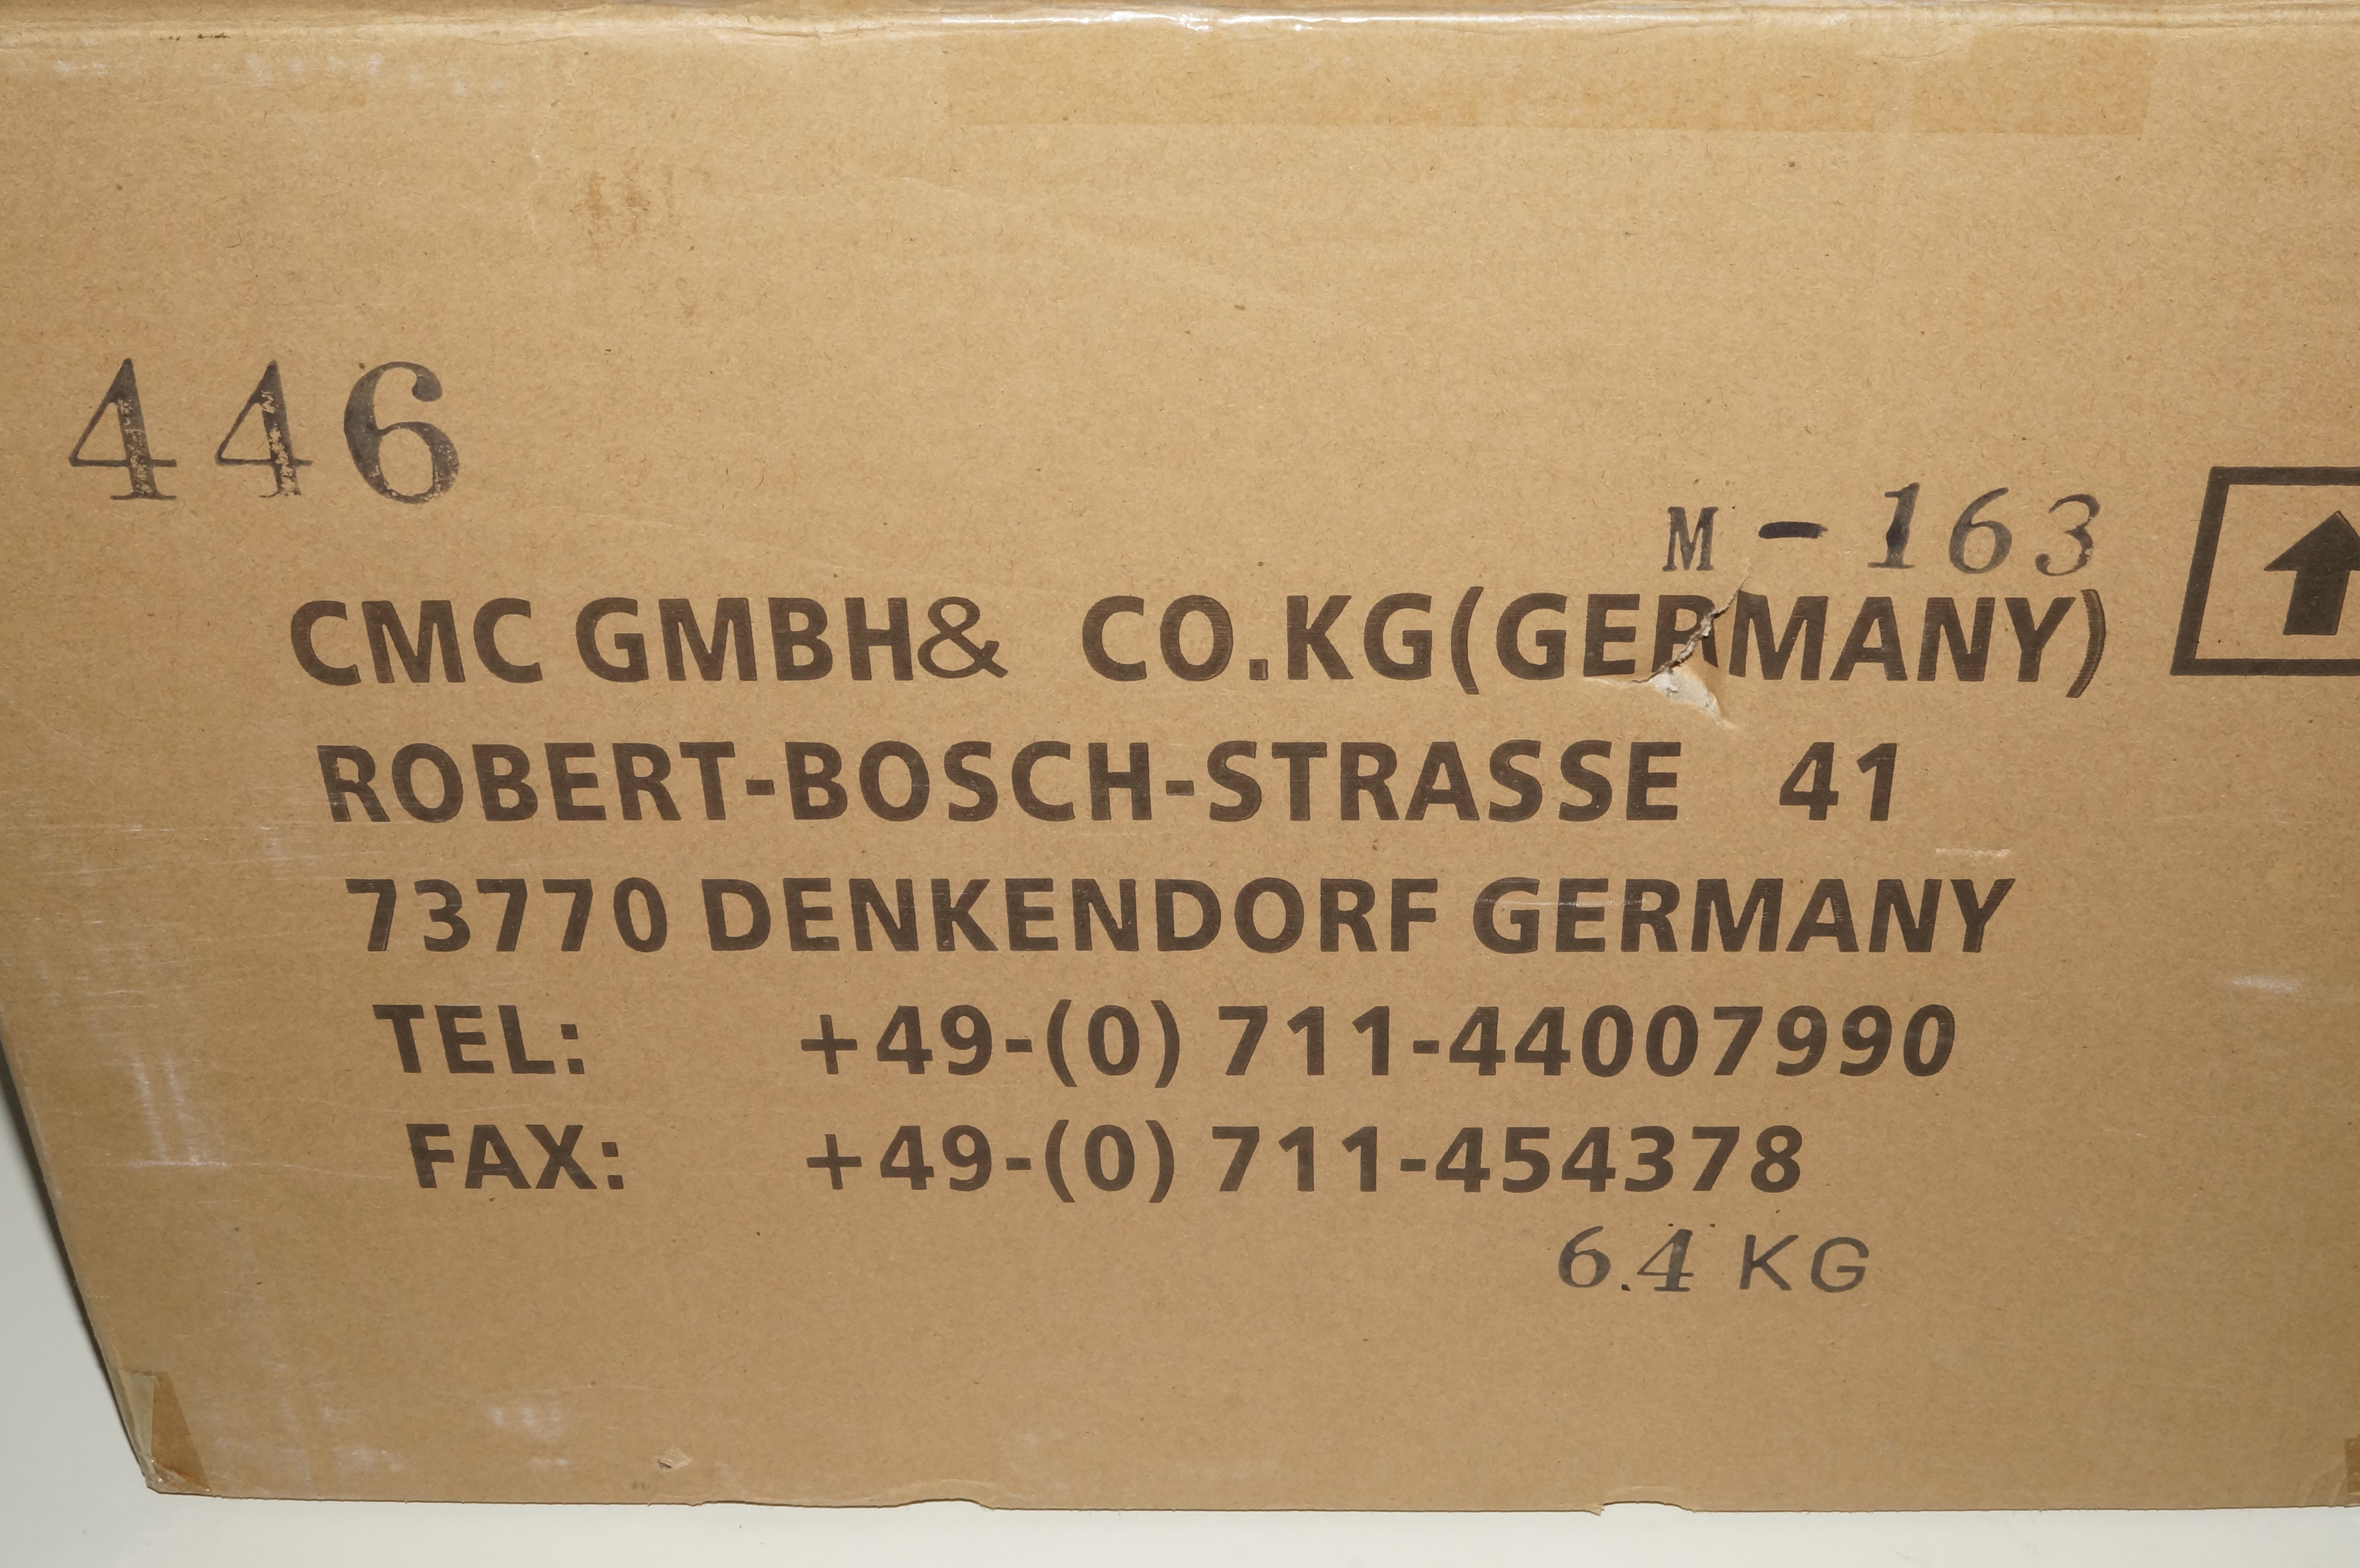 446
M-163
CMC GMBH& CO.KG(GERMANY)
ROBERT-BOSCH-STRASSE 41
73770 DENKENDORF GERMANY
TEL: +49-(0) 711-44007990
FAX: +49-(0) 711-454378
6.4 KG